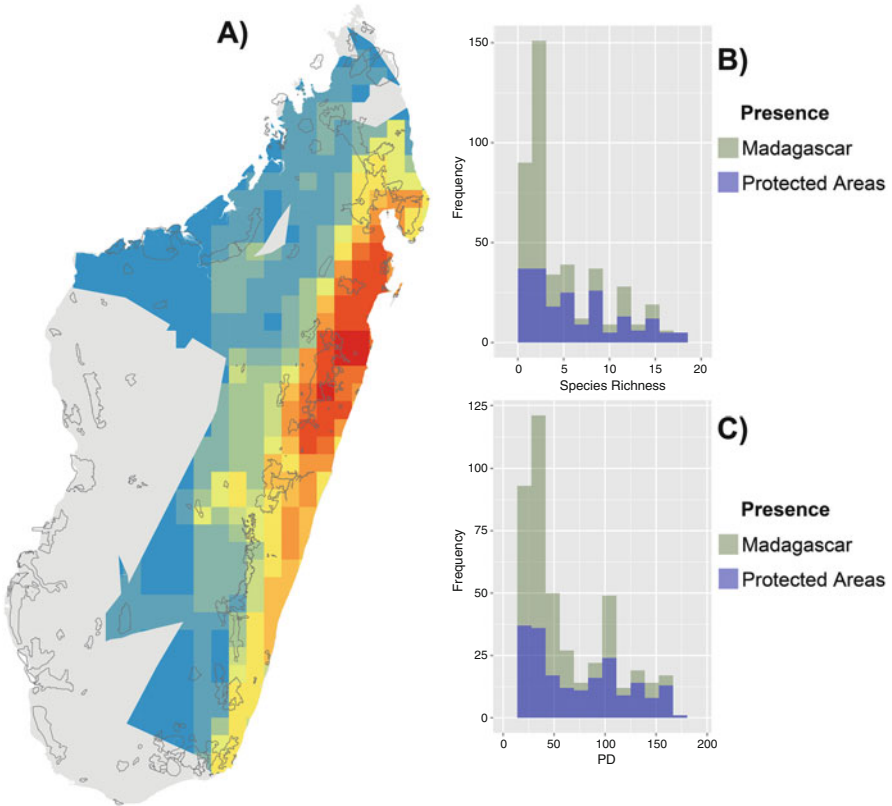 A)
B)
150
100
50
0
Frequency
0 5 10 15 20
Species Richness
Presence
Madagascar
Protected Areas
C)
125
100
75
50
25
0
Frequency
0 50 100 150 200
PD
Presence
Madagascar
Protected Areas